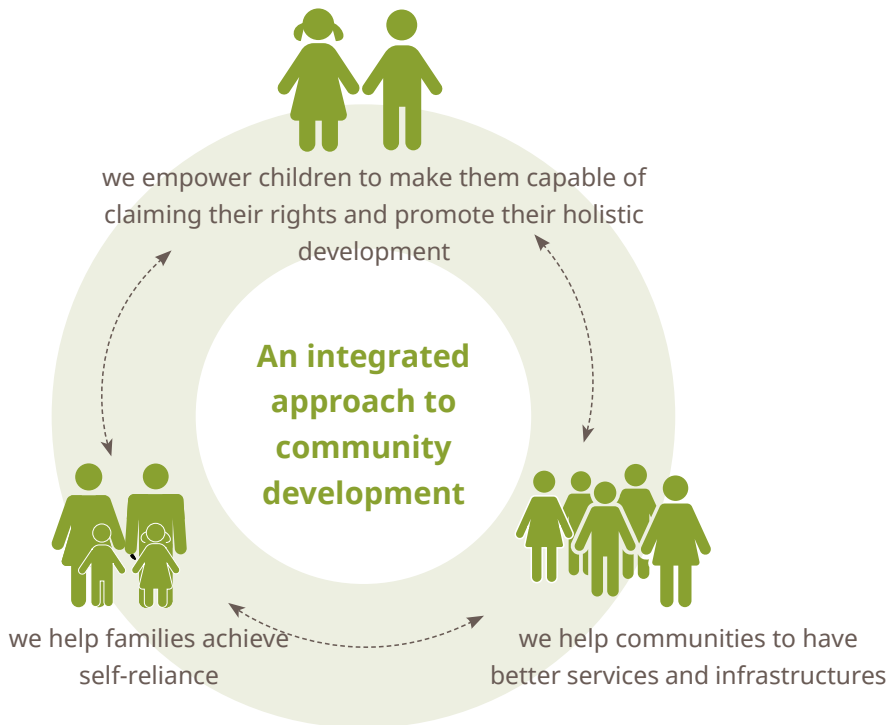 we empower children to make them capable of
claiming their rights and promote their holistic
development
An integrated
approach to
community
development
we help families achieve
self-reliance
we help communities to have
better services and infrastructures